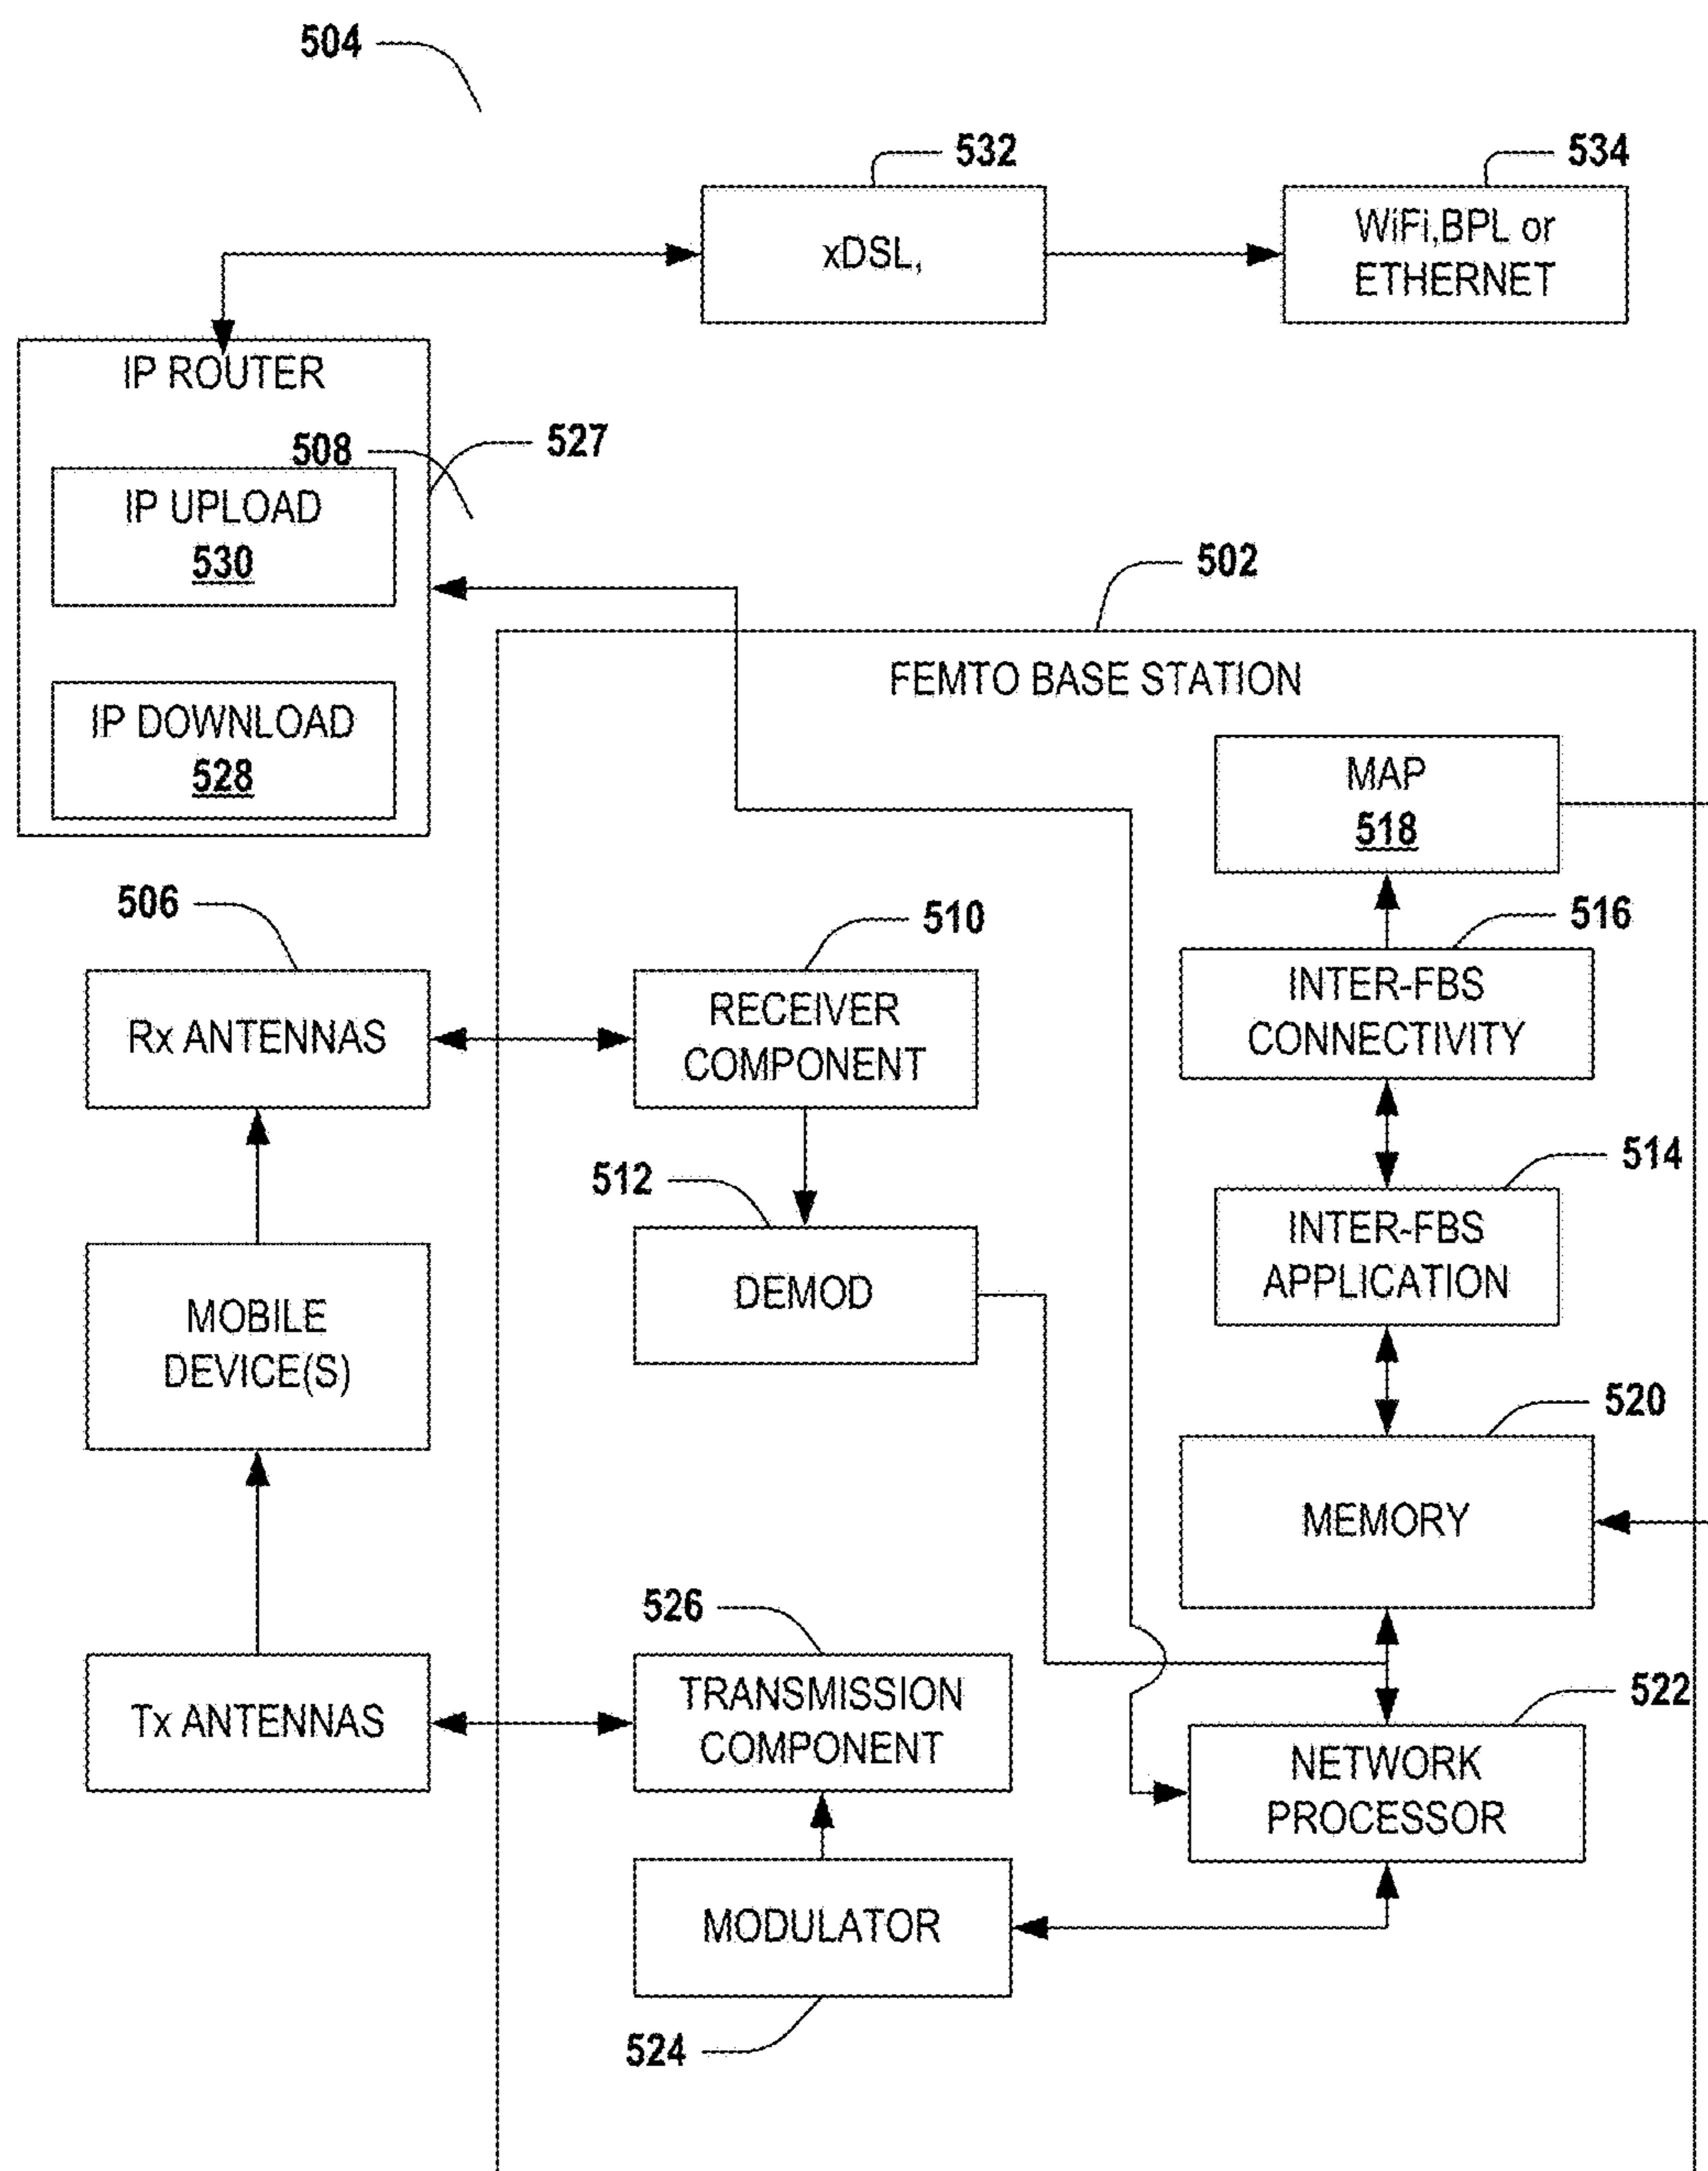 504
532
534
xDSL,
WiFi,BPL or
ETHERNET
IP ROUTER
508
527
IP UPLOAD
530
502
FEMTO BASE STATION
IP DOWNLOAD
528
MAP
518
506
510
516
Rx ANTENNAS
RECEIVER
COMPONENT
INTER-FBS
CONNECTIVITY
512
514
MOBILE
DEVICE(S)
DEMOD
INTER-FBS
APPLICATION
520
MEMORY
526
Tx ANTENNAS
TRANSMISSION
COMPONENT
522
NETWORK
PROCESSOR
MODULATOR
524